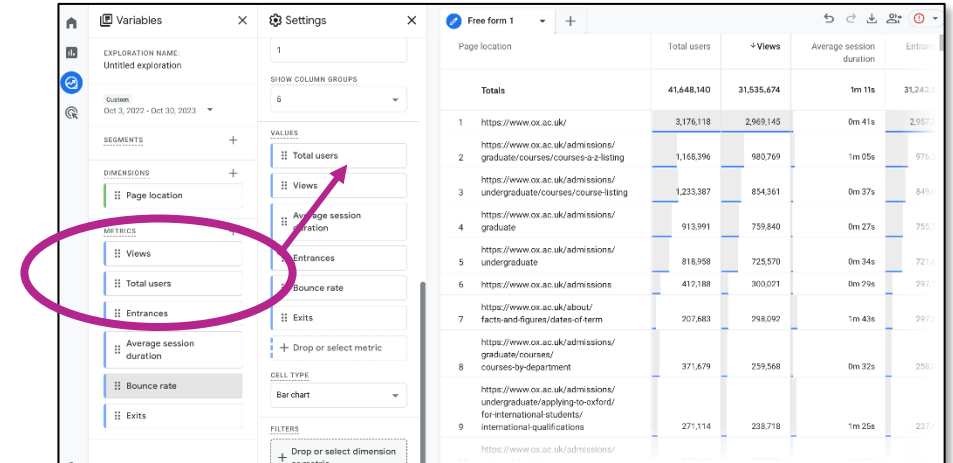 Variables
EXPLORATION NAME:
Untitled exploration
Custom
Oct 3, 2022 - Oct 30, 2023
SEGMENTS
DIMENSIONS
Page location
METRICS
Views
Total users
Entrances
Average session
duration
Bounce rate
Exits
Settings
1
SHOW COLUMN GROUPS
5
VALUES
Total users
Views
Average session
duration
Entrances
Bounce rate
Exits
Drop or select metric
CELL TYPE
Bar chart
FILTERS
Drop or select dimension
or metric
Free form 1
Page location Total users Views Average session
duration
Totals 41,648,140 31,535,674 1m 11s
1 https://www.ox.ac.uk/ 3,176,118 2,969,145 0m 41s
https://www.ox.ac.uk/admissions/
2 graduate/courses/courses-a-z-listing 1,168,396 980,769 1m 05s
https://www.ox.ac.uk/admissions/
3 undergraduate/courses/course-listing 1,233,387 854,361 0m 37s
https://www.ox.ac.uk/admissions/
4 graduate 913,991 759,840 0m 27s
https://www.ox.ac.uk/admissions/
5 undergraduate 818,958 725,570 0m 34s
6 https://www.ox.ac.uk/admissions 412,188 300,021 0m 29s
https://www.ox.ac.uk/about/
7 facts-and-figures/dates-of-term 207,683 298,092 1m 43s
https://www.ox.ac.uk/admissions/
graduate/courses/
8 courses-by-department 371,679 259,568 0m 32s
https://www.ox.ac.uk/admissions/
undergraduate/applying-to-oxford/
for-international-students/
9 international-qualifications 271,114 238,718 1m 25s
https://www.ox.ac.uk/admissions/